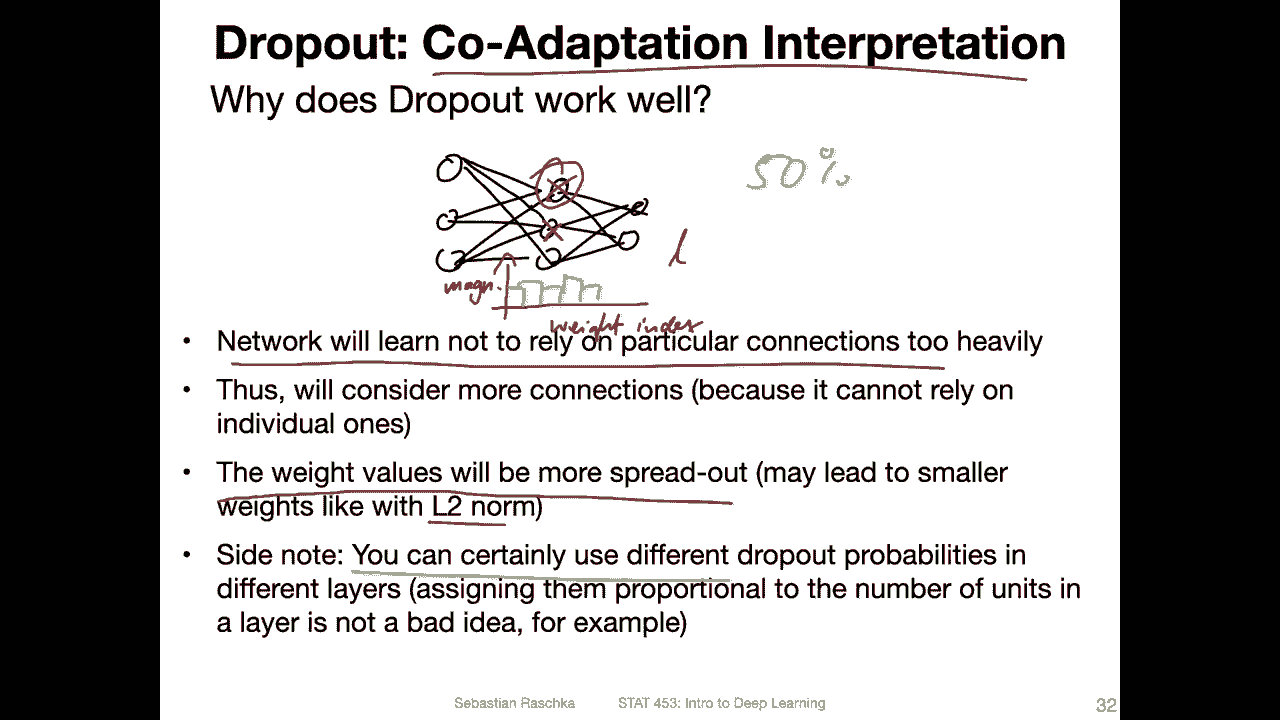 Dropout: Co-Adaptation Interpretation
Why does Dropout work well?
50%
l
magn.
weight index
• Network will learn not to rely on particular connections too heavily
• Thus, will consider more connections (because it cannot rely on
individual ones)
• The weight values will be more spread-out (may lead to smaller
weights like with L2 norm)
• Side note: You can certainly use different dropout probabilities in
different layers (assigning them proportional to the number of units in
a layer is not a bad idea, for example)
Sebastian Raschka STAT 453: Intro to Deep Learning 32